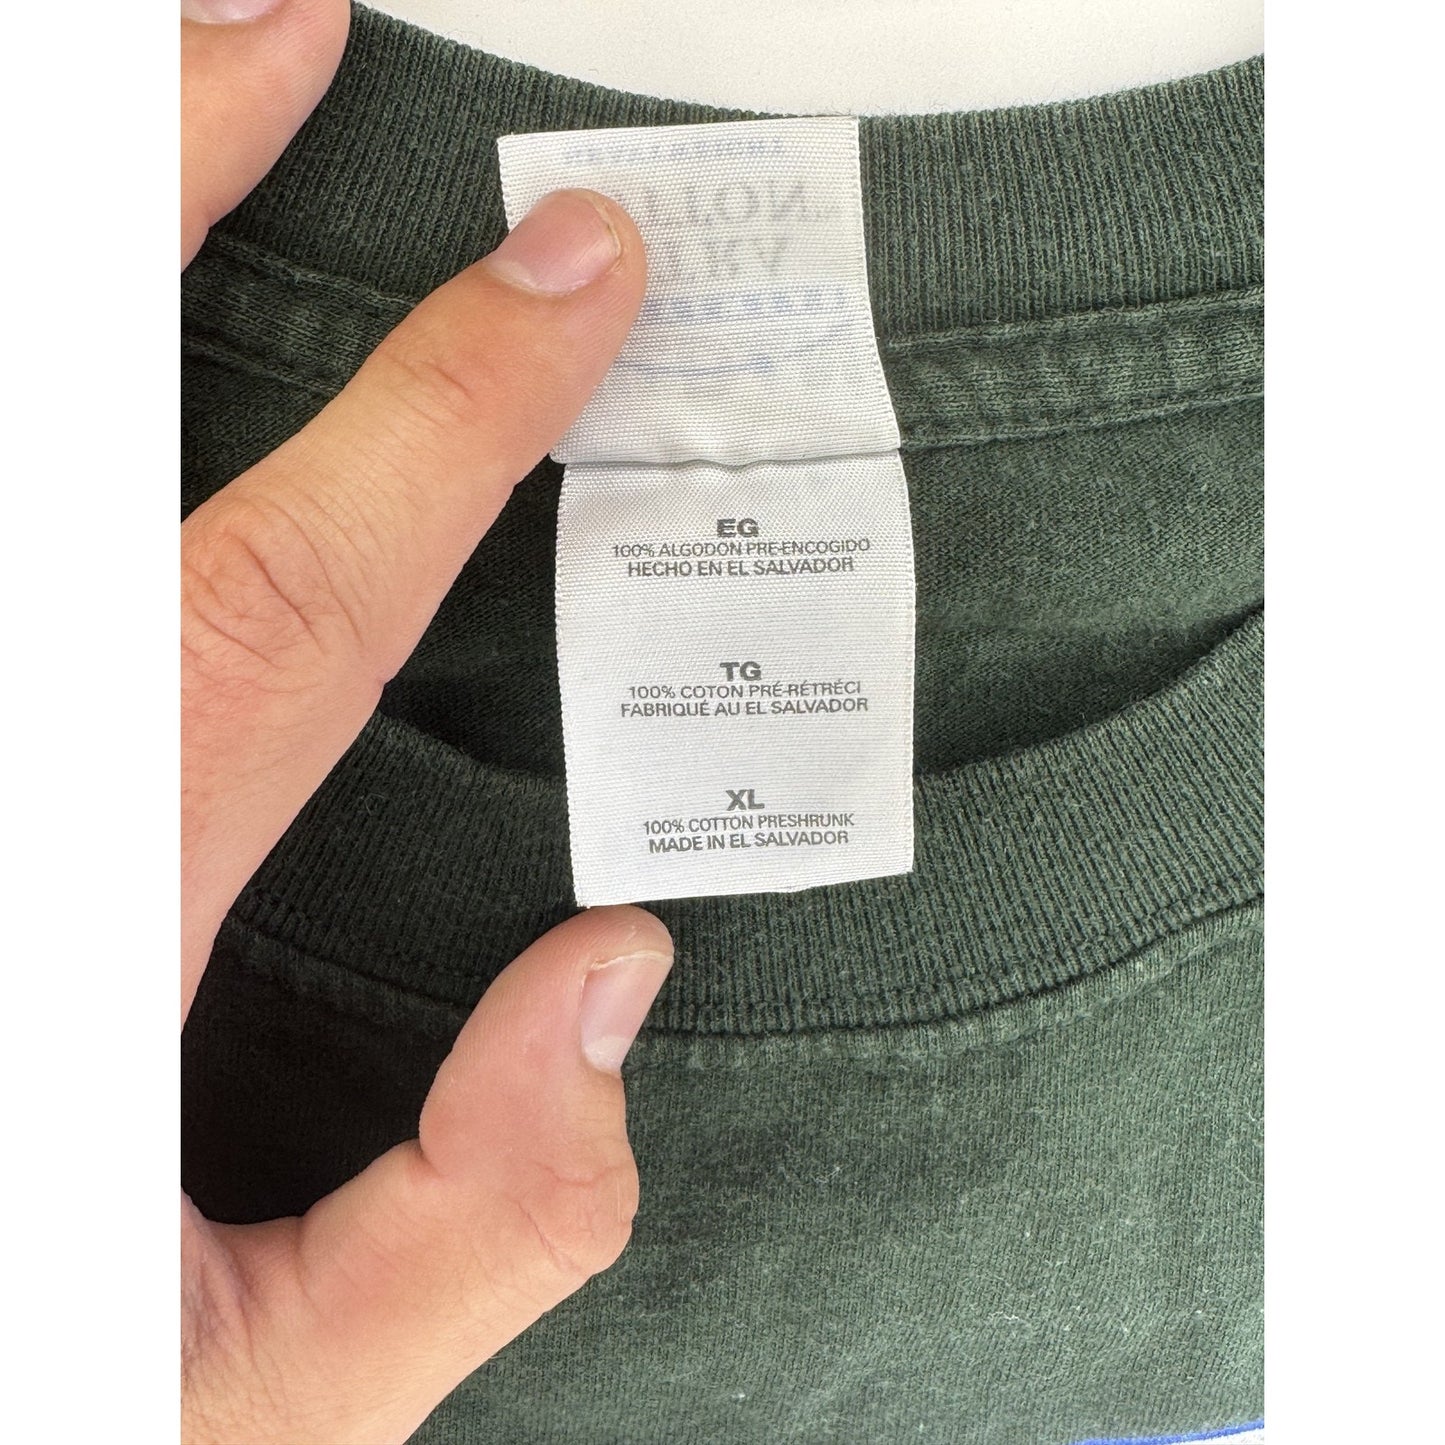 EG
100% ALGODON PRE-ENCOGIDO
HECHO EN EL SALVADOR
TG
100% COTON PRÉ-RÉTRÉCI
FABRIQUÉ AU EL SALVADOR
XL
100% COTTON PRESHRUNK
MADE IN EL SALVADOR